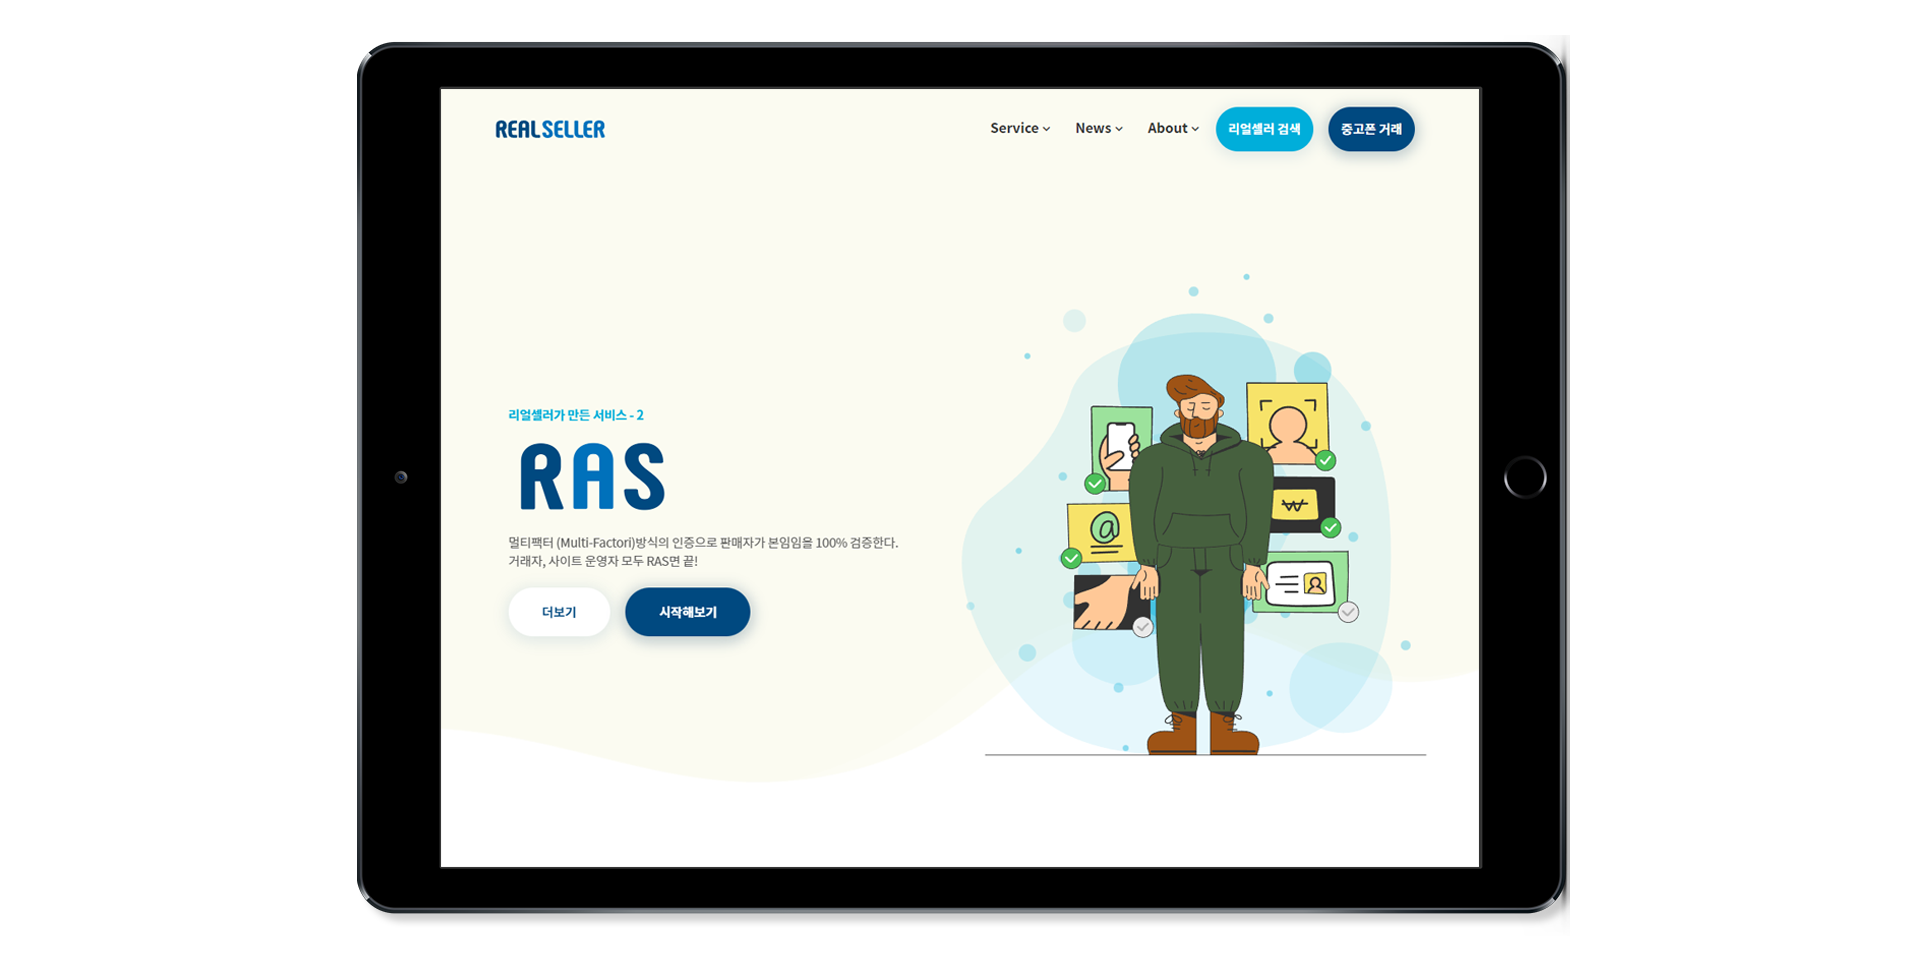 REALSELLER
Service News About 리얼셀러 검색 중고폰 거래
리얼셀러가 만든 서비스 - 2
RAS
멀티팩터 (Multi-Factori)방식의 인증으로 판매자가 본임임을 100% 검증한다.
거래자, 사이트 운영자 모두 RAS면 끝!
더보기 시작해보기
@
₩